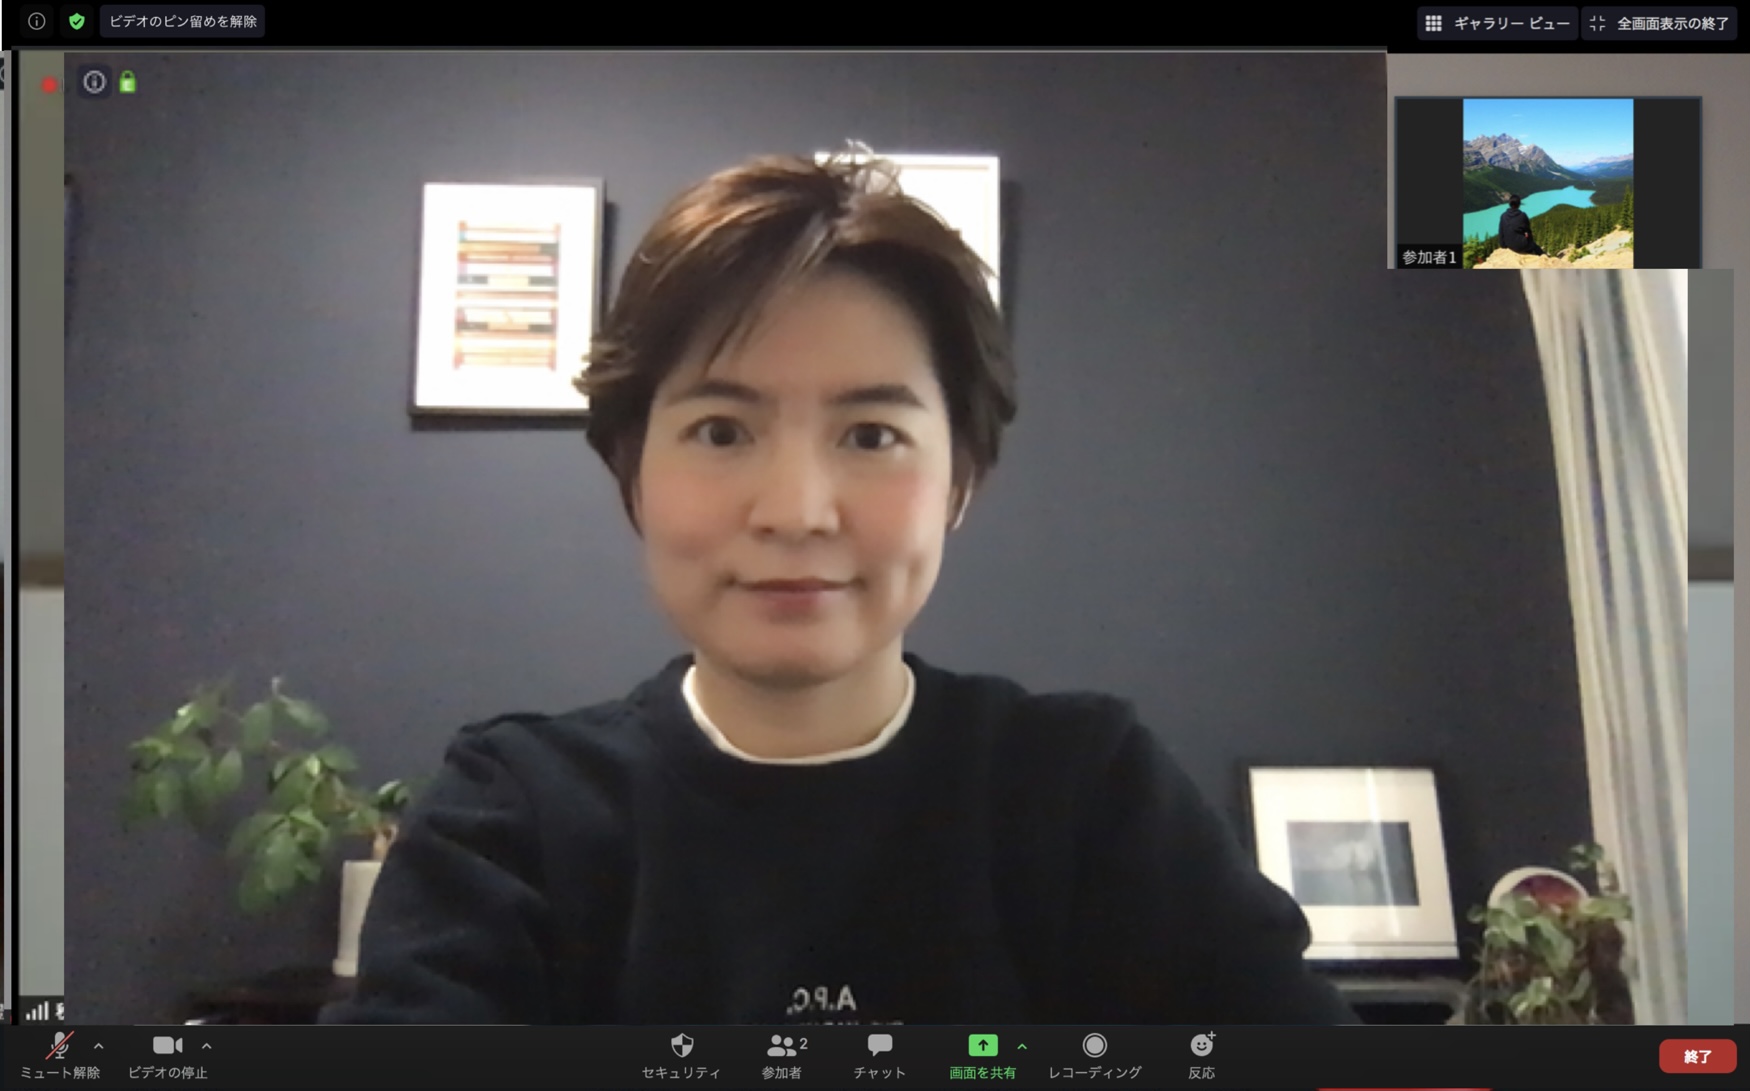 ビデオのピン留めを解除
ギャラリー ビュー
全画面表示の終了
参加者1
A.P.C.
ミュート解除
ビデオの停止
セキュリティ
2
参加者
チャット
画面を共有
レコーディング
反応
終了